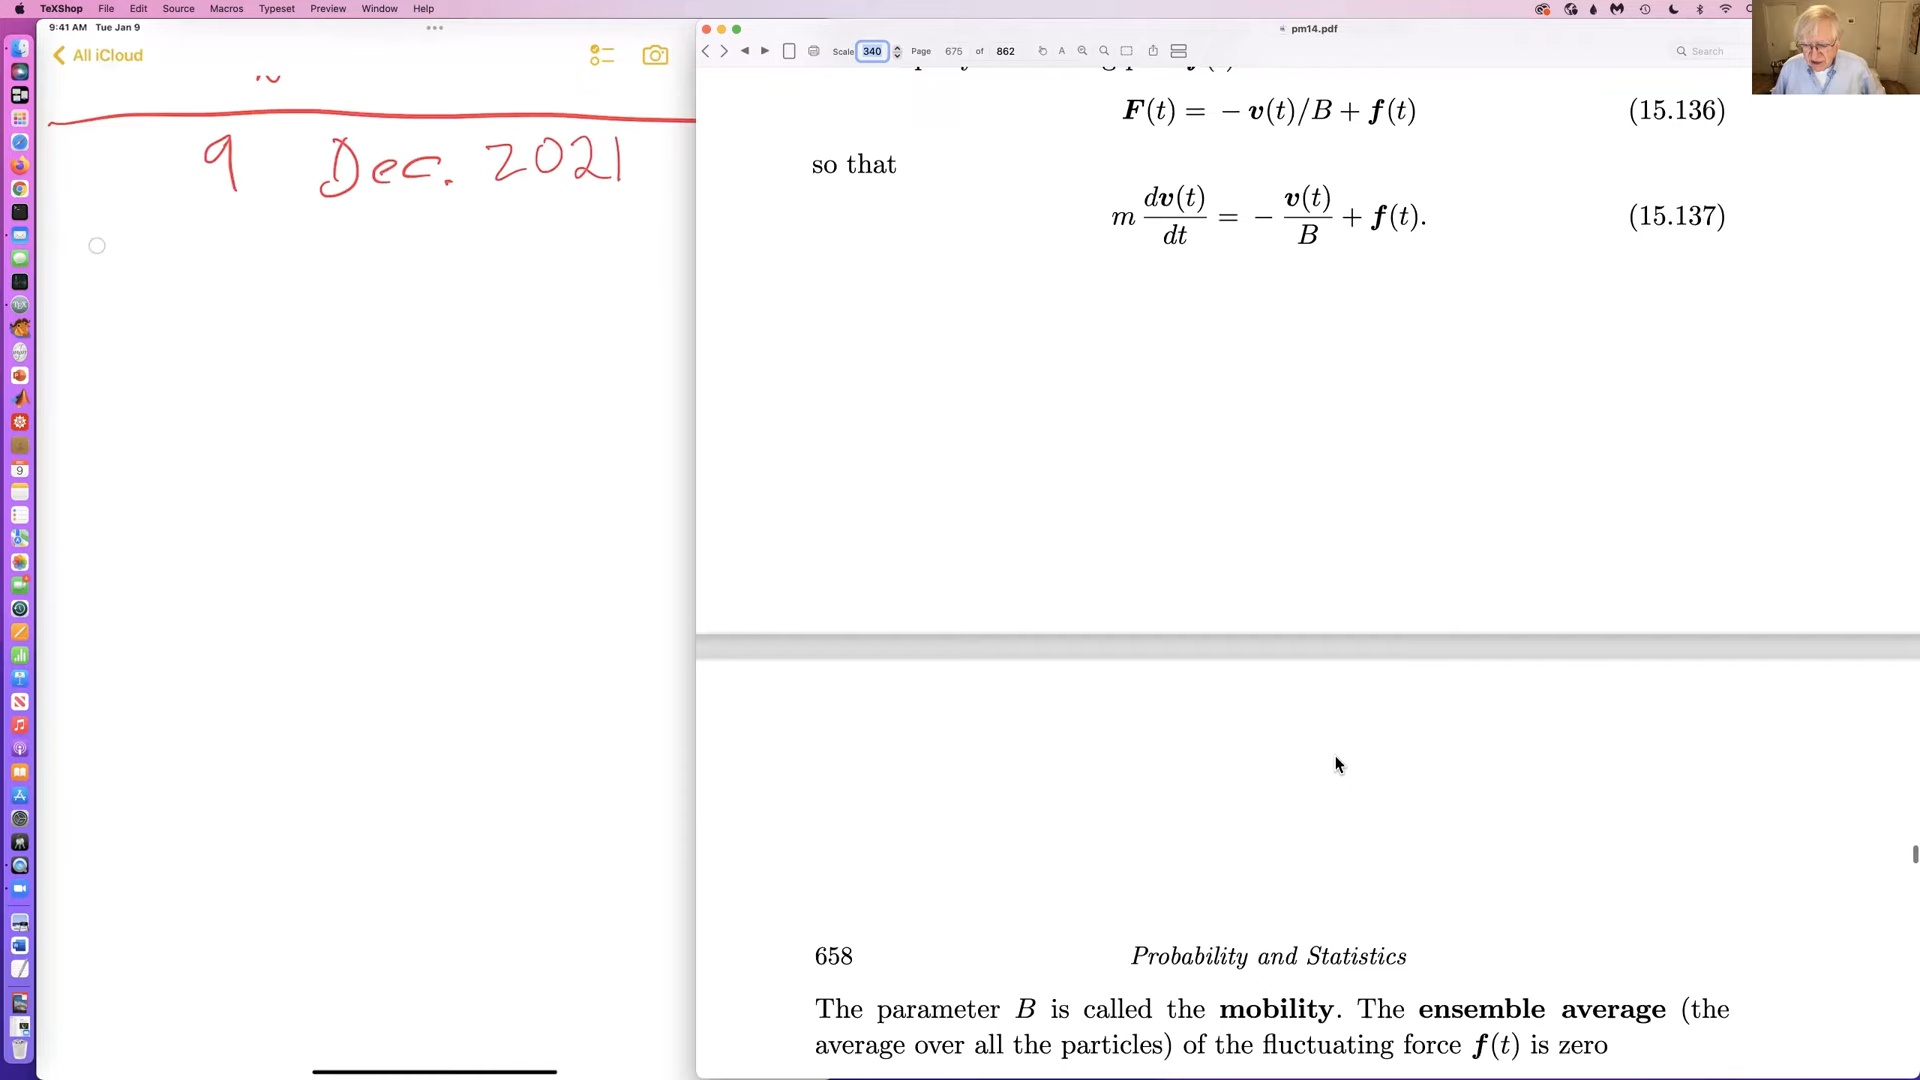 TeXShop File Edit Source Macros Typeset Preview Window Help
9:41 AM Tue Jan 9
All iCloud
9 Dec. 2021
pm14.pdf
Scale 340 Page 675 of 862 Search
F(t) = − v(t)/B + f(t) (15.136)
so that
m dv(t)/dt = − v(t)/B + f(t). (15.137)
658 Probability and Statistics
The parameter B is called the mobility. The ensemble average (the
average over all the particles) of the fluctuating force f(t) is zero